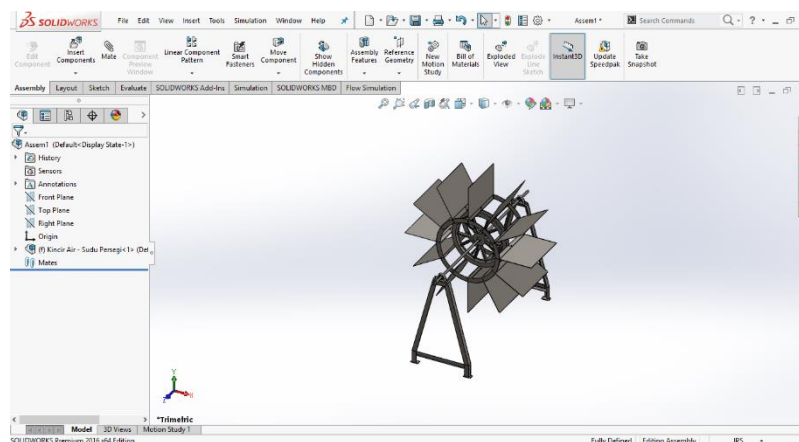 SOLIDWORKS File Edit View Insert Tools Simulation Window Help Assem1 * Search Commands
Edit Component
Insert Components
Mate
Component Preview Window
Linear Component Pattern
Smart Fasteners
Move Component
Show Hidden Components
Assembly Features
Reference Geometry
New Motion Study
Bill of Materials
Exploded View
Explode Line Sketch
Instant3D
Update Speedpak
Take Snapshot
Assembly Layout Sketch Evaluate SOLIDWORKS Add-Ins Simulation SOLIDWORKS MBD Flow Simulation
Assem1 (Default<Display State-1>)
History
Sensors
Annotations
Front Plane
Top Plane
Right Plane
Origin
(f) Kincir Air - Sudu Persegi<1> (Def
Mates
Y
*Trimetric
Model 3D Views Motion Study 1
SOLIDWORKS Premium 2016 x64 Edition Fully Defined Editing Assembly IPS